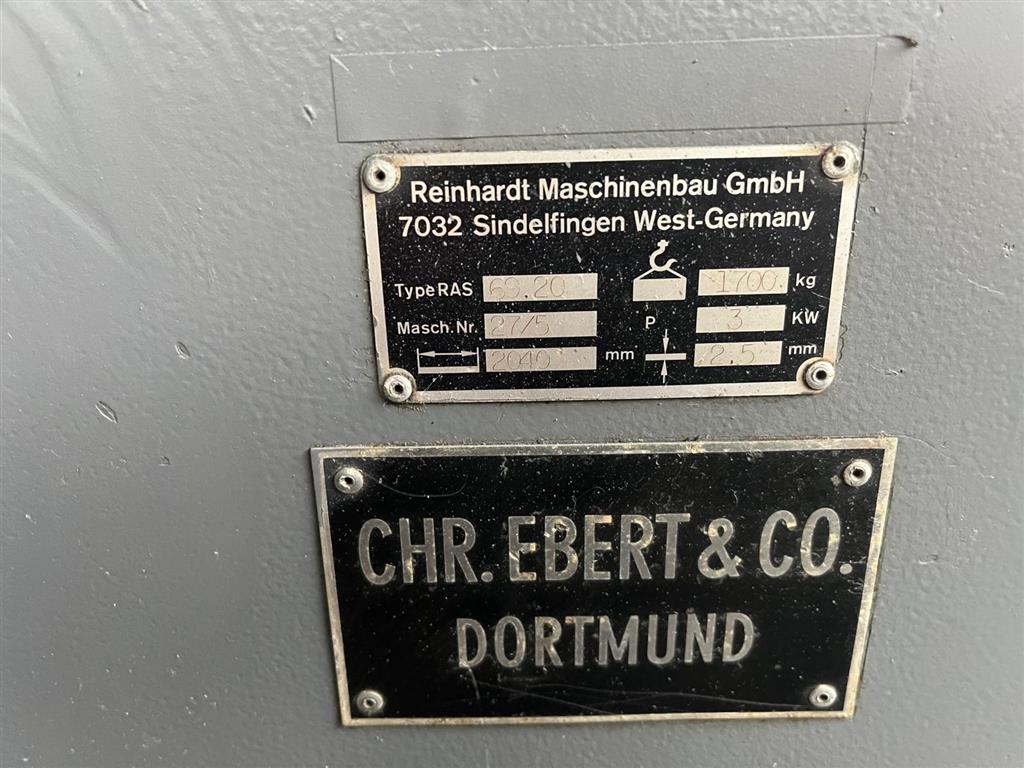 Reinhardt Maschinenbau GmbH
7032 Sindelfingen West-Germany
Type RAS 69.20 1700 kg
Masch. Nr. 27/5 P 3 KW
2040 mm 2.5 mm
CHR. EBERT & CO.
DORTMUND